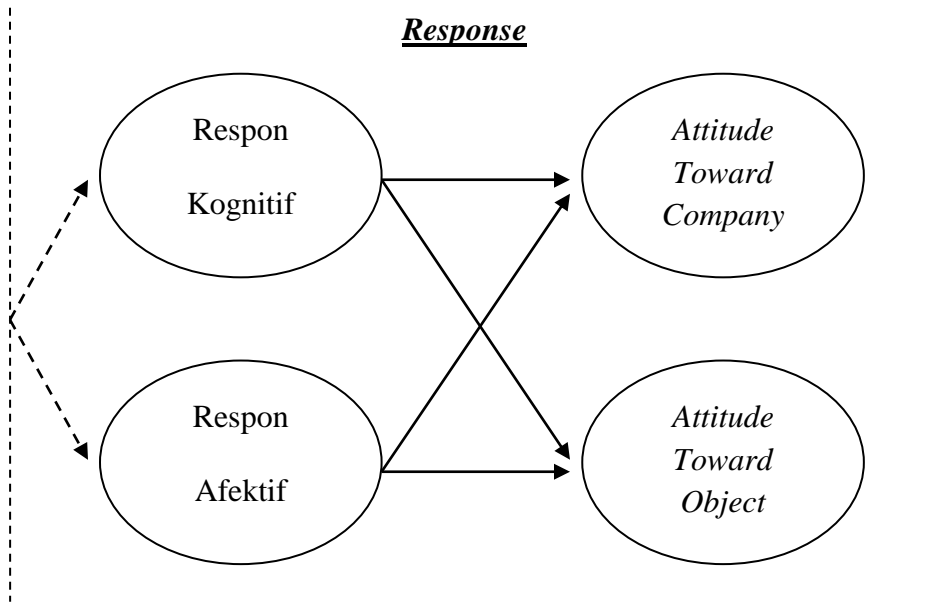 Response
Respon
Kognitif
Attitude
Toward
Company
Respon
Afektif
Attitude
Toward
Object